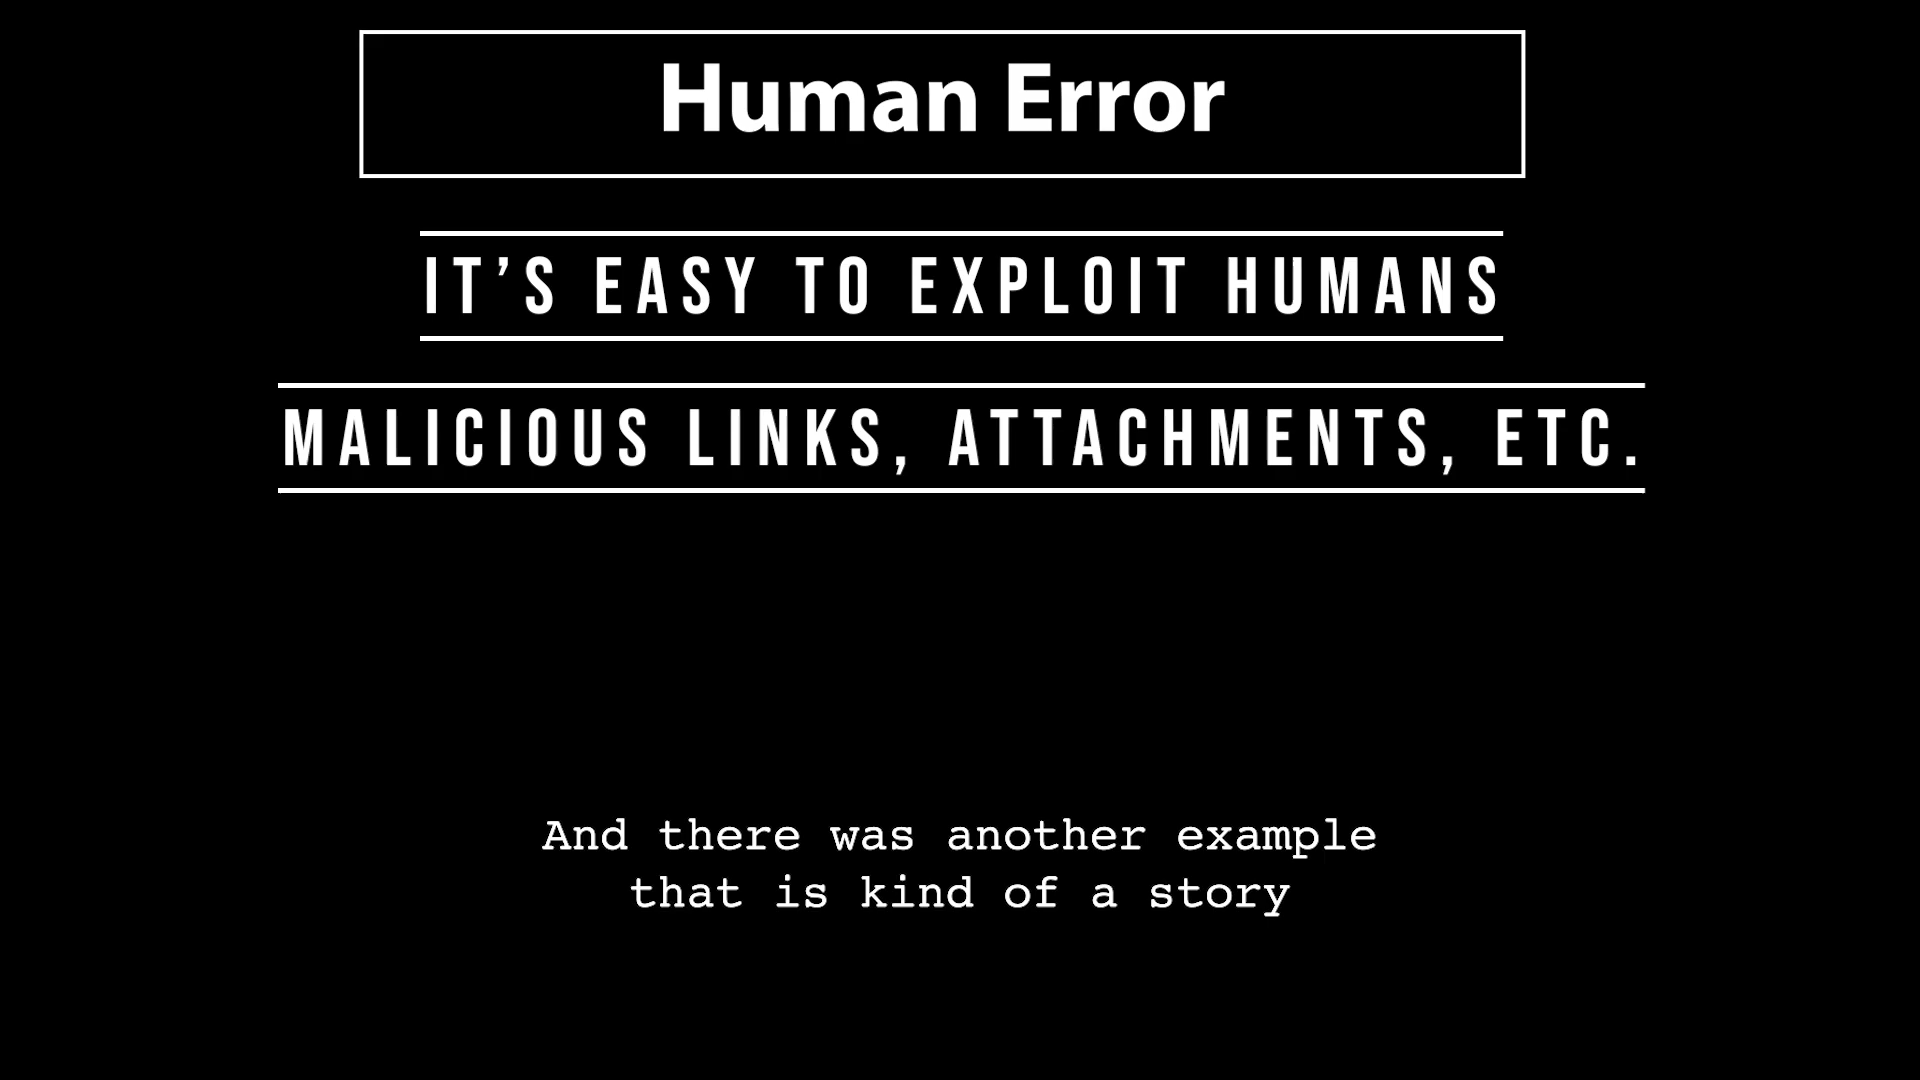 Human Error
IT’S EASY TO EXPLOIT HUMANS
MALICIOUS LINKS, ATTACHMENTS, ETC.
And there was another example
that is kind of a story